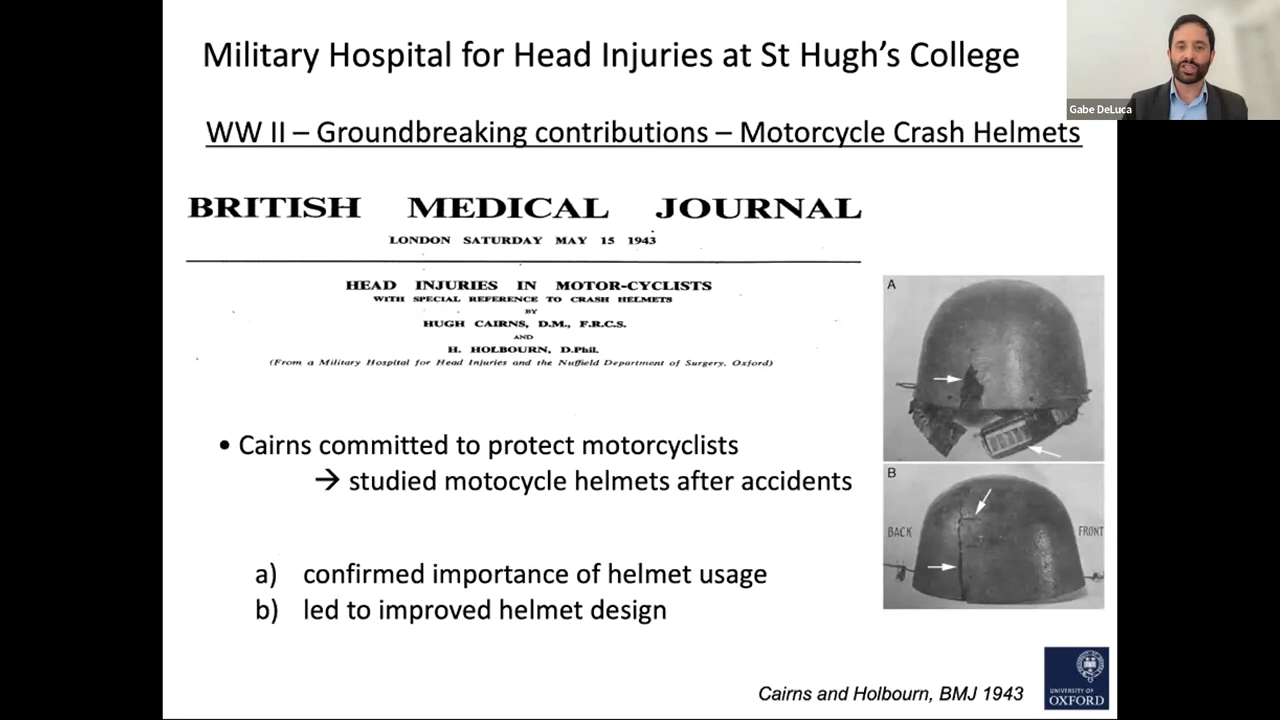 Military Hospital for Head Injuries at St Hugh's College
Gabe DeLuca
WW II – Groundbreaking contributions – Motorcycle Crash Helmets
BRITISH MEDICAL JOURNAL
LONDON SATURDAY MAY 15 1943
HEAD INJURIES IN MOTOR-CYCLISTS
WITH SPECIAL REFERENCE TO CRASH HELMETS
BY
HUGH CAIRNS, D.M., F.R.C.S.
AND
H. HOLBOURN, D.Phil.
(From a Military Hospital for Head Injuries and the Nuffield Department of Surgery, Oxford)
A
• Cairns committed to protect motorcyclists
→ studied motocycle helmets after accidents
B
BACK
FRONT
a) confirmed importance of helmet usage
b) led to improved helmet design
Cairns and Holbourn, BMJ 1943
UNIVERSITY OF
OXFORD